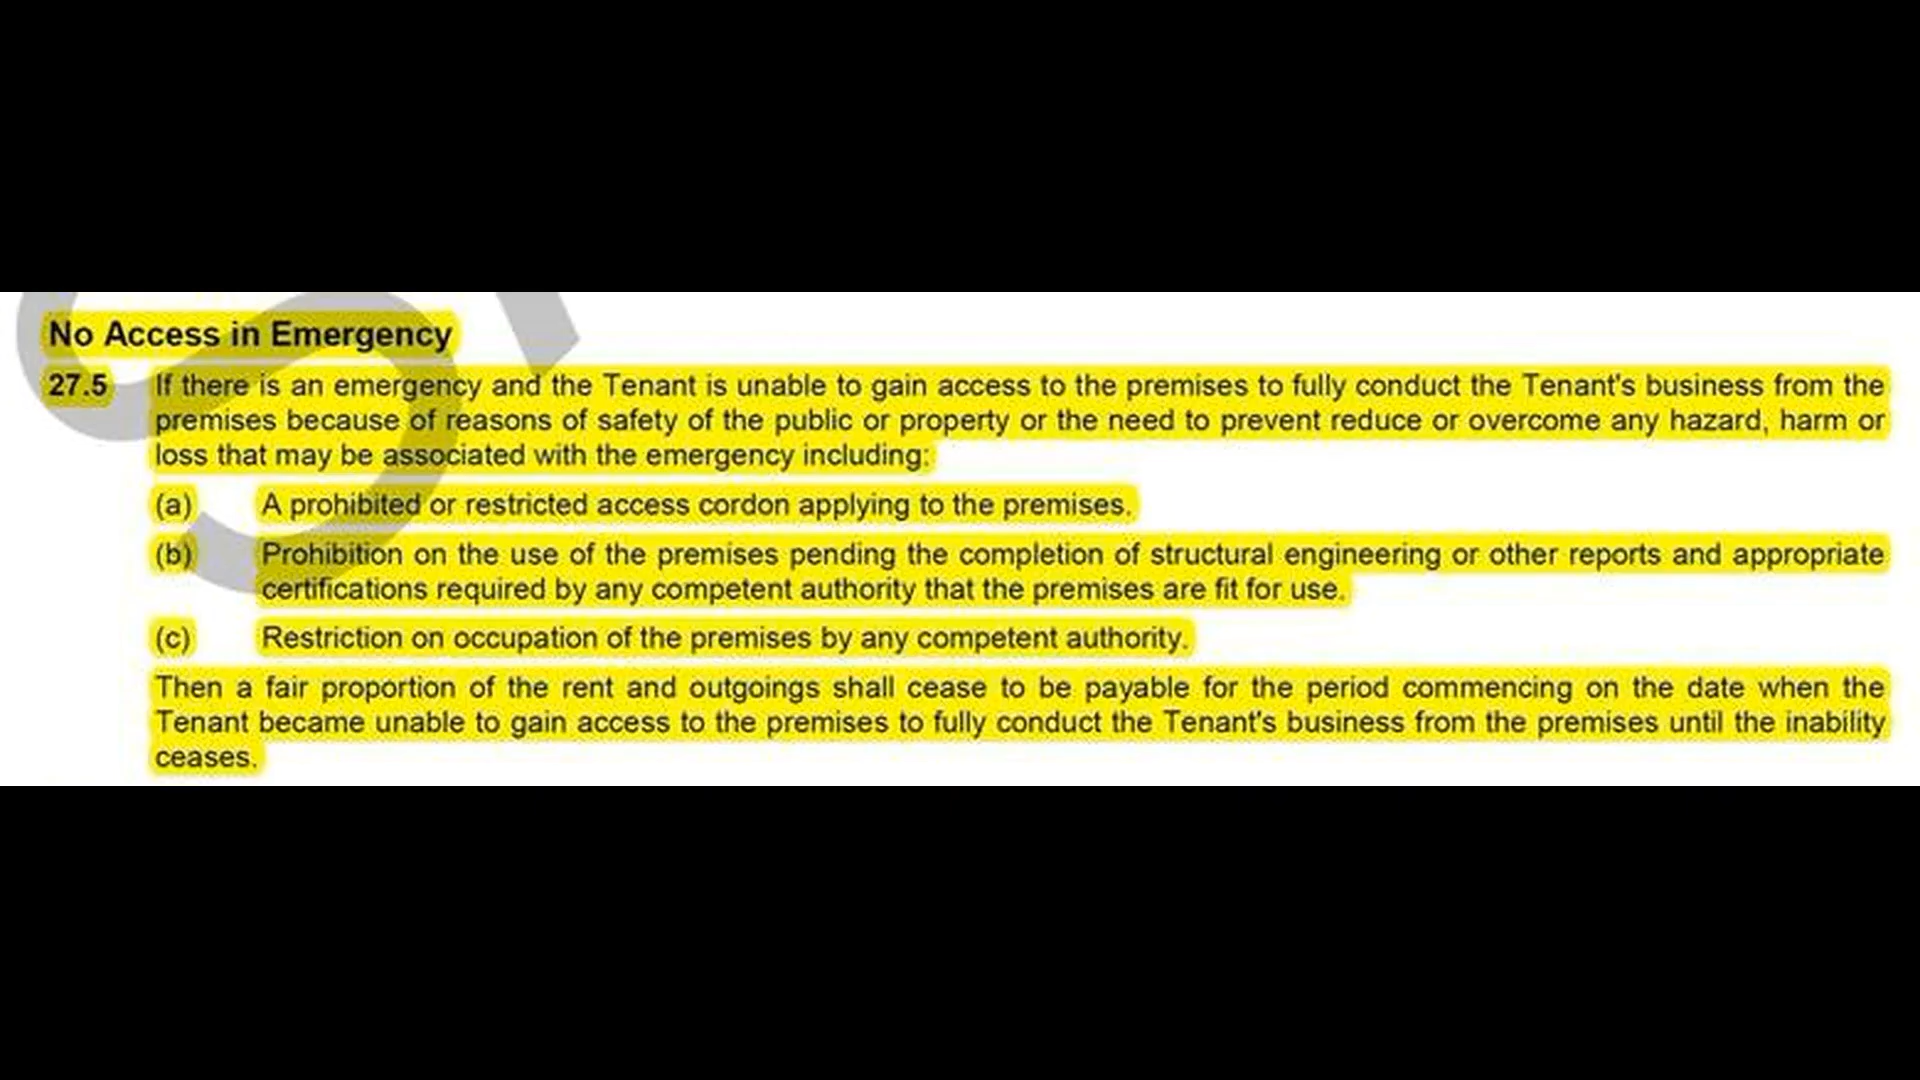 No Access in Emergency
27.5 If there is an emergency and the Tenant is unable to gain access to the premises to fully conduct the Tenant's business from the
premises because of reasons of safety of the public or property or the need to prevent reduce or overcome any hazard, harm or
loss that may be associated with the emergency including:
(a) A prohibited or restricted access cordon applying to the premises.
(b) Prohibition on the use of the premises pending the completion of structural engineering or other reports and appropriate
certifications required by any competent authority that the premises are fit for use.
(c) Restriction on occupation of the premises by any competent authority.
Then a fair proportion of the rent and outgoings shall cease to be payable for the period commencing on the date when the
Tenant became unable to gain access to the premises to fully conduct the Tenant's business from the premises until the inability
ceases.